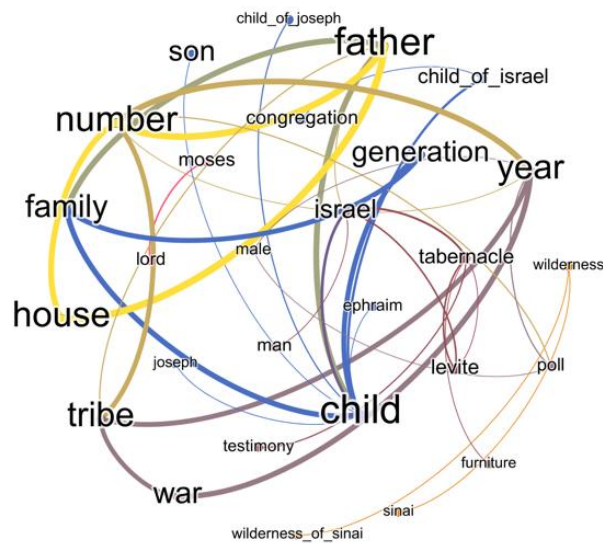 child_of_joseph
father
son
child_of_israel
number
congregation
generation
moses
year
family
israel
male
lord
tabernacle
wilderness
house
ephraim
man
joseph
levite
poll
tribe
child
testimony
furniture
war
sinai
wilderness_of_sinai